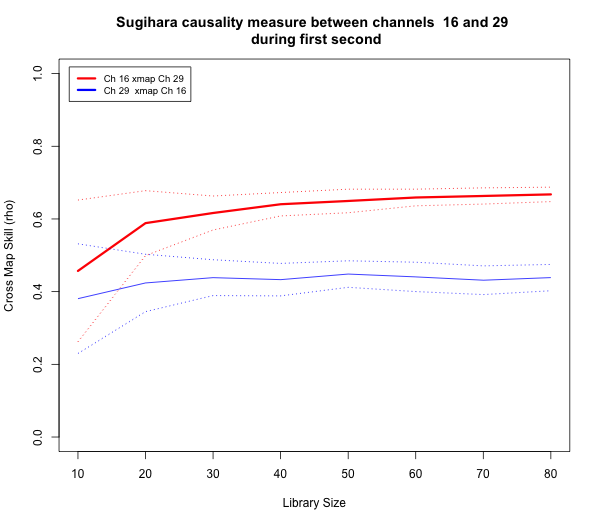 Sugihara causality measure between channels  16 and 29
during first second
Ch 16 xmap Ch 29
Ch 29  xmap Ch 16
Cross Map Skill (rho)
1.0
0.8
0.6
0.4
0.2
0.0
10 20 30 40 50 60 70 80
Library Size